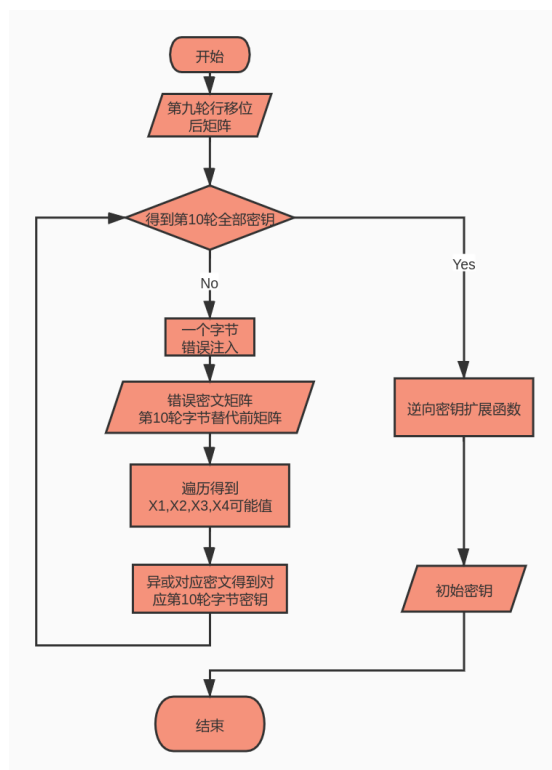 开始
第九轮行移位
后矩阵
得到第10轮全部密钥
Yes
No
一个字节
错误注入
错误密文矩阵
第10轮字节替代前矩阵
逆向密钥扩展函数
遍历得到
X1,X2,X3,X4可能值
异或对应密文得到对
应第10轮字节密钥
初始密钥
结束